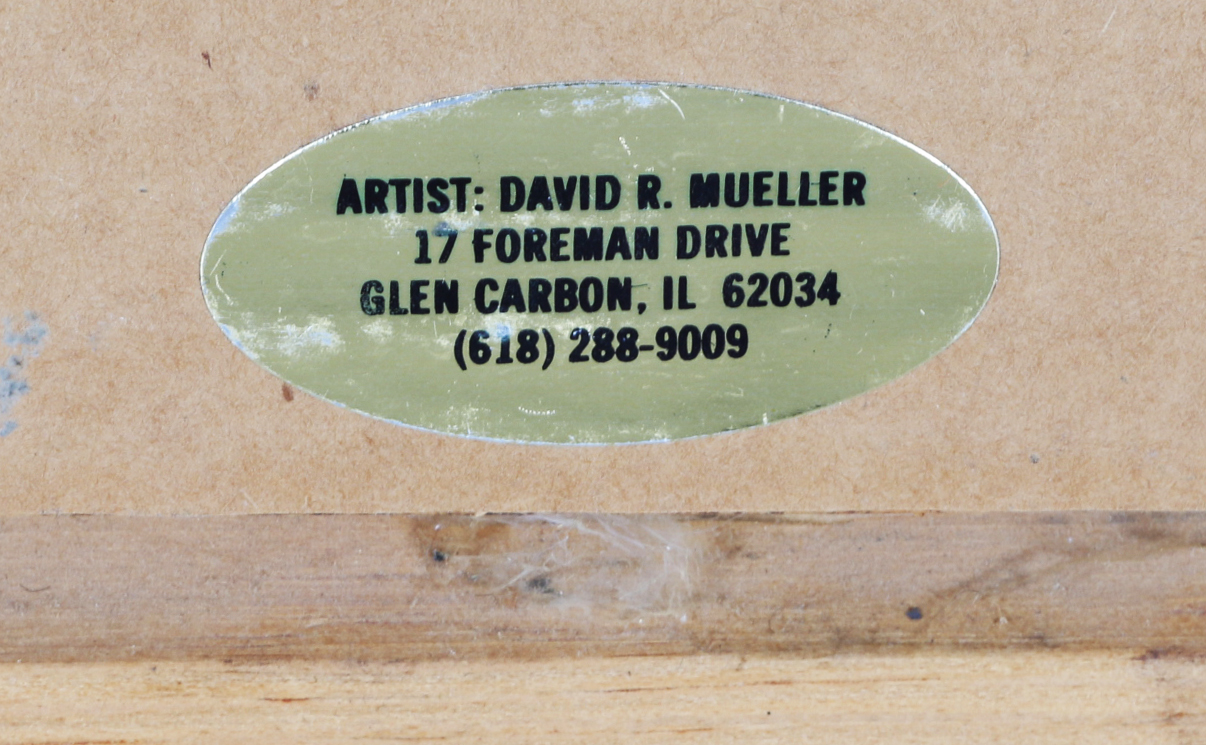 ARTIST: DAVID R. MUELLER
17 FOREMAN DRIVE
GLEN CARBON, IL 62034
(618) 288-9009